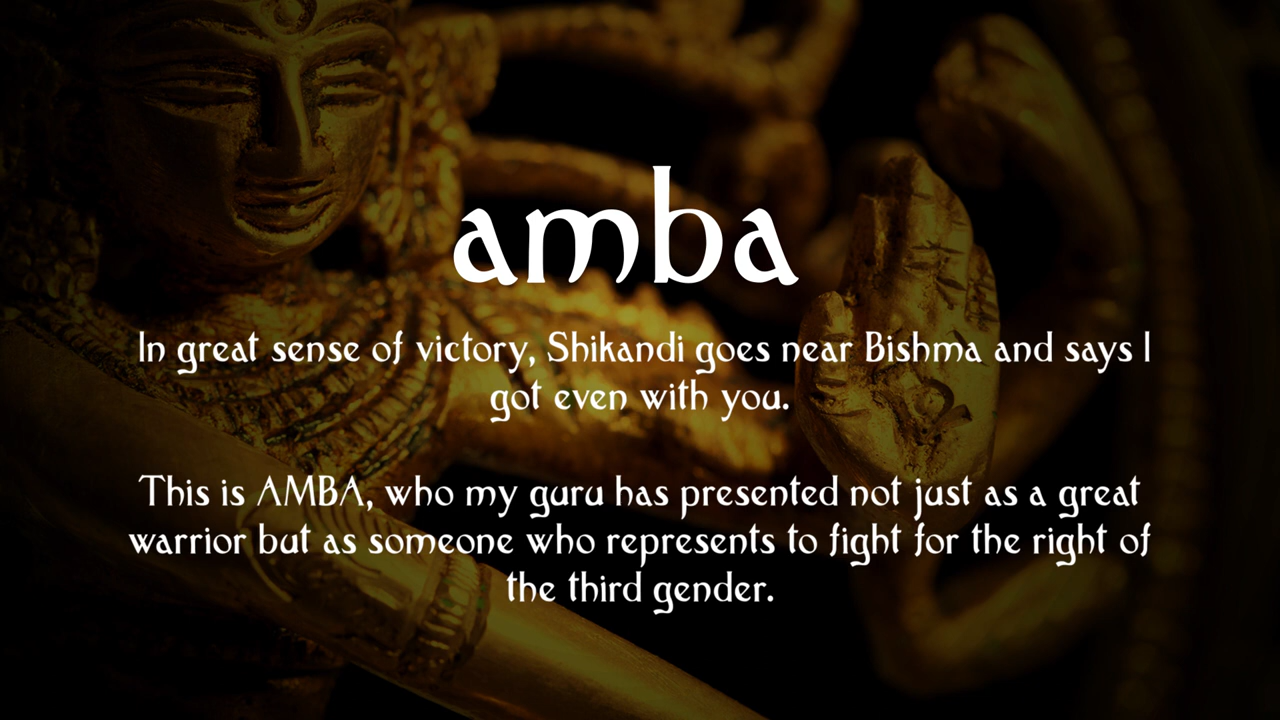 amba
In great sense of victory, Shikandi goes near Bishma and says I
got even with you.
This is AMBA, who my guru has presented not just as a great
warrior but as someone who represents to fight for the right of
the third gender.